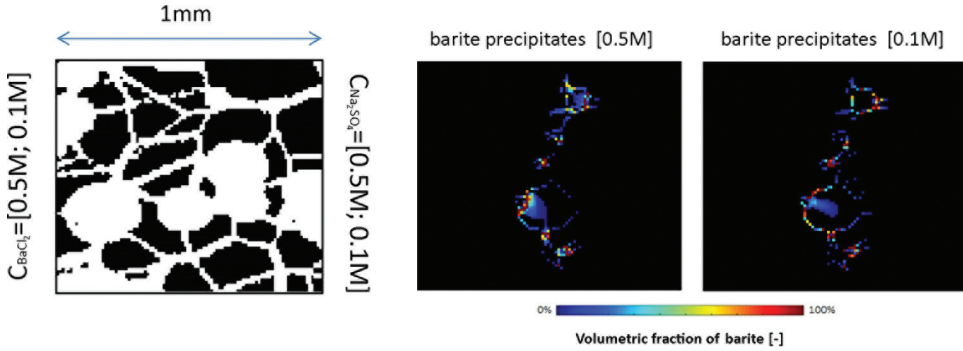 1mm
C_BaCl₂=[0.5M; 0.1M]
C_Na₂SO₄=[0.5M; 0.1M]
barite precipitates [0.5M]
barite precipitates [0.1M]
0%
100%
Volumetric fraction of barite [-]